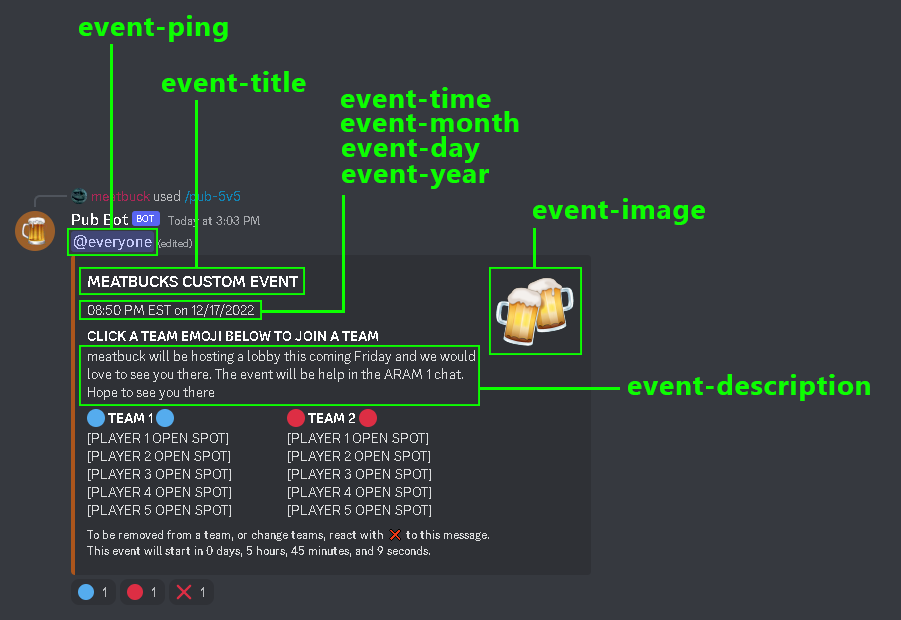 event-ping
event-title
event-time
event-month
event-day
event-year
event-image
meatbuck used /pub-5v5
Pub Bot BOT Today at 3:03 PM
@everyone (edited)
MEATBUCKS CUSTOM EVENT
08:50 PM EST on 12/17/2022
CLICK A TEAM EMOJI BELOW TO JOIN A TEAM
meatbuck will be hosting a lobby this coming Friday and we would
love to see you there. The event will be help in the ARAM 1 chat.
Hope to see you there
event-description
TEAM 1 TEAM 2
[PLAYER 1 OPEN SPOT] [PLAYER 1 OPEN SPOT]
[PLAYER 2 OPEN SPOT] [PLAYER 2 OPEN SPOT]
[PLAYER 3 OPEN SPOT] [PLAYER 3 OPEN SPOT]
[PLAYER 4 OPEN SPOT] [PLAYER 4 OPEN SPOT]
[PLAYER 5 OPEN SPOT] [PLAYER 5 OPEN SPOT]
To be removed from a team, or change teams, react with ❌ to this message.
This event will start in 0 days, 5 hours, 45 minutes, and 9 seconds.
1 1 1